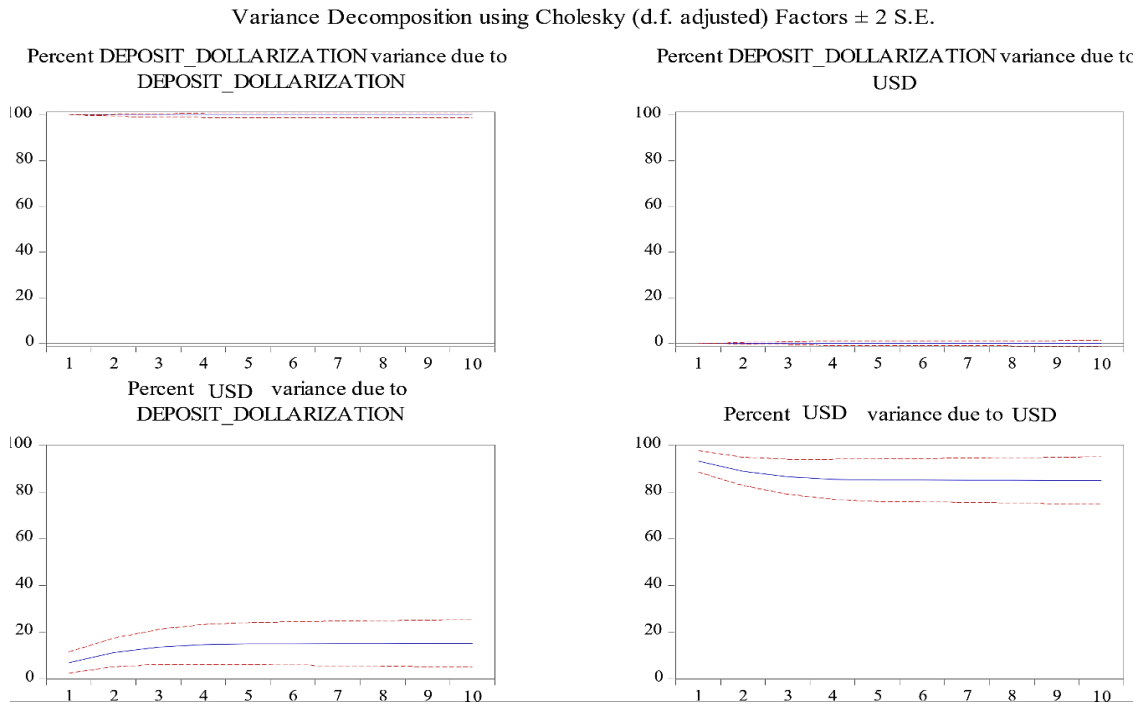 Variance Decomposition using Cholesky (d.f. adjusted) Factors ± 2 S.E.
Percent DEPOSIT_DOLLARIZATION variance due to
DEPOSIT_DOLLARIZATION
100
80
60
40
20
0
1 2 3 4 5 6 7 8 9 10
Percent DEPOSIT_DOLLARIZATION variance due to
USD
100
80
60
40
20
0
1 2 3 4 5 6 7 8 9 10
Percent USD variance due to
DEPOSIT_DOLLARIZATION
100
80
60
40
20
0
1 2 3 4 5 6 7 8 9 10
Percent USD variance due to USD
100
80
60
40
20
0
1 2 3 4 5 6 7 8 9 10